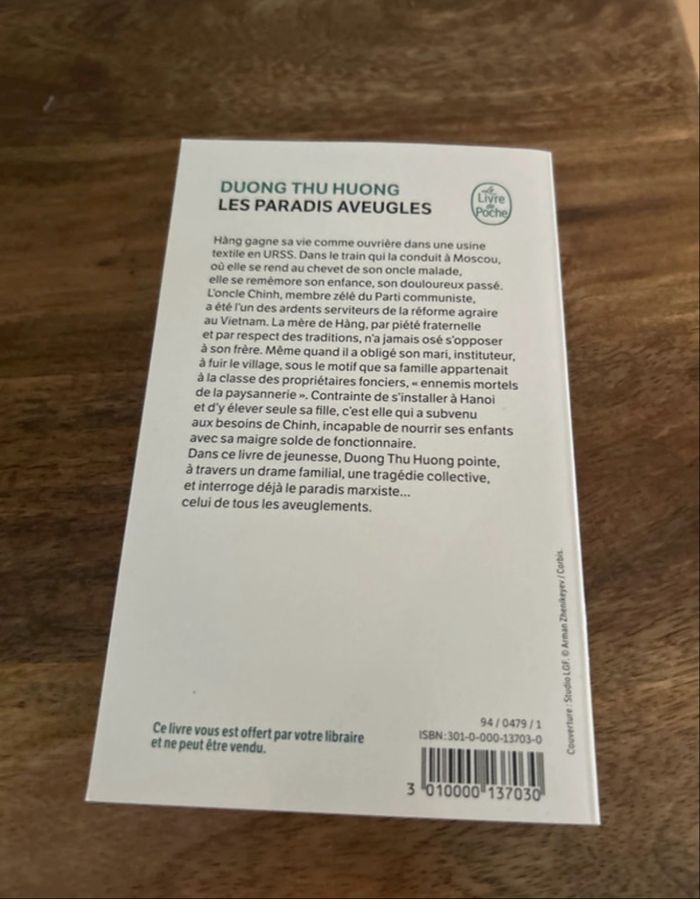 DUONG THU HUONG
LES PARADIS AVEUGLES
Le
Livre
de
Poche
Hàng gagne sa vie comme ouvrière dans une usine
textile en URSS. Dans le train qui la conduit à Moscou,
où elle se rend au chevet de son oncle malade,
elle se remémore son enfance, son douloureux passé.
L'oncle Chinh, membre zélé du Parti communiste,
a été l'un des ardents serviteurs de la réforme agraire
au Vietnam. La mère de Hàng, par piété fraternelle
et par respect des traditions, n'a jamais osé s'opposer
à son frère. Même quand il a obligé son mari, instituteur,
à fuir le village, sous le motif que sa famille appartenait
à la classe des propriétaires fonciers, « ennemis mortels
de la paysannerie ». Contrainte de s'installer à Hanoi
et d'y élever seule sa fille, c'est elle qui a subvenu
aux besoins de Chinh, incapable de nourrir ses enfants
avec sa maigre solde de fonctionnaire.
Dans ce livre de jeunesse, Duong Thu Huong pointe,
à travers un drame familial, une tragédie collective,
et interroge déjà le paradis marxiste...
celui de tous les aveuglements.
Couverture : Studio LGF. © Arman Zhenikeyev / Corbis.
Ce livre vous est offert par votre libraire
et ne peut être vendu.
94 / 0479 / 1
ISBN:301-0-000-13703-0
3 010000 137030